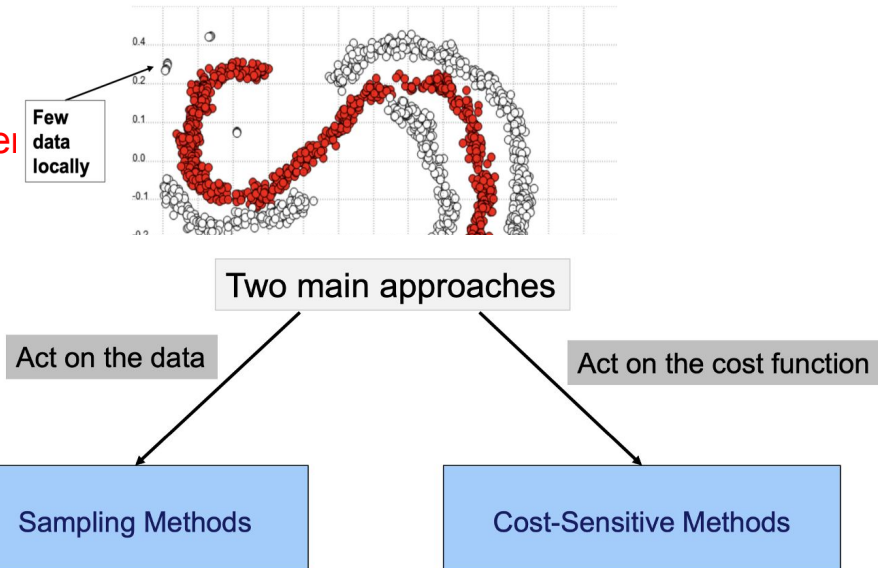 0.4
0.2
0.1
0.0
-0.1
Few
data
locally
Two main approaches
Act on the data
Act on the cost function
Sampling Methods
Cost-Sensitive Methods